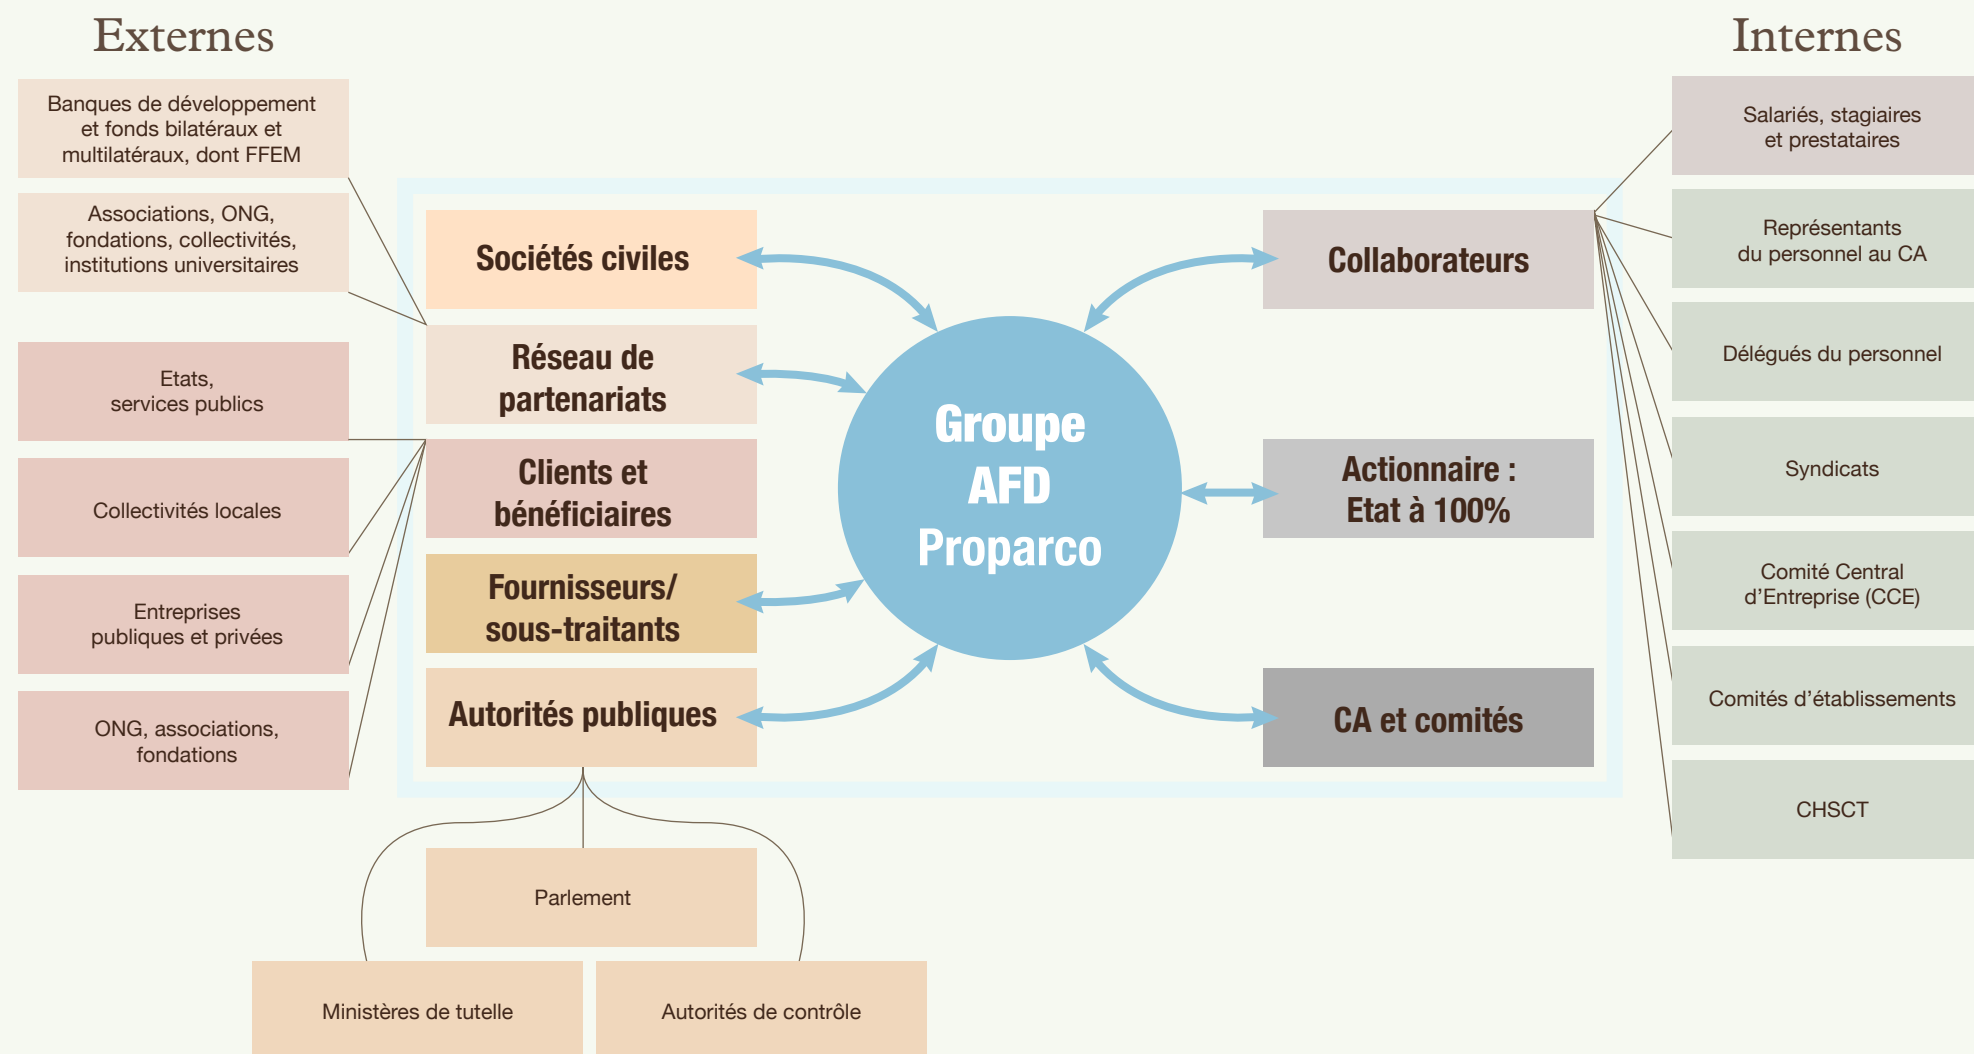 Externes
Banques de développement
et fonds bilatéraux et
multilatéraux, dont FFEM
Associations, ONG,
fondations, collectivités,
institutions universitaires
Etats,
services publics
Collectivités locales
Entreprises
publiques et privées
ONG, associations,
fondations
Sociétés civiles
Réseau de
partenariats
Clients et
bénéficiaires
Fournisseurs/
sous-traitants
Autorités publiques
Parlement
Ministères de tutelle
Autorités de contrôle
Groupe
AFD
Proparco
Collaborateurs
Actionnaire :
Etat à 100%
CA et comités
Internes
Salariés, stagiaires
et prestataires
Représentants
du personnel au CA
Délégués du personnel
Syndicats
Comité Central
d’Entreprise (CCE)
Comités d’établissements
CHSCT